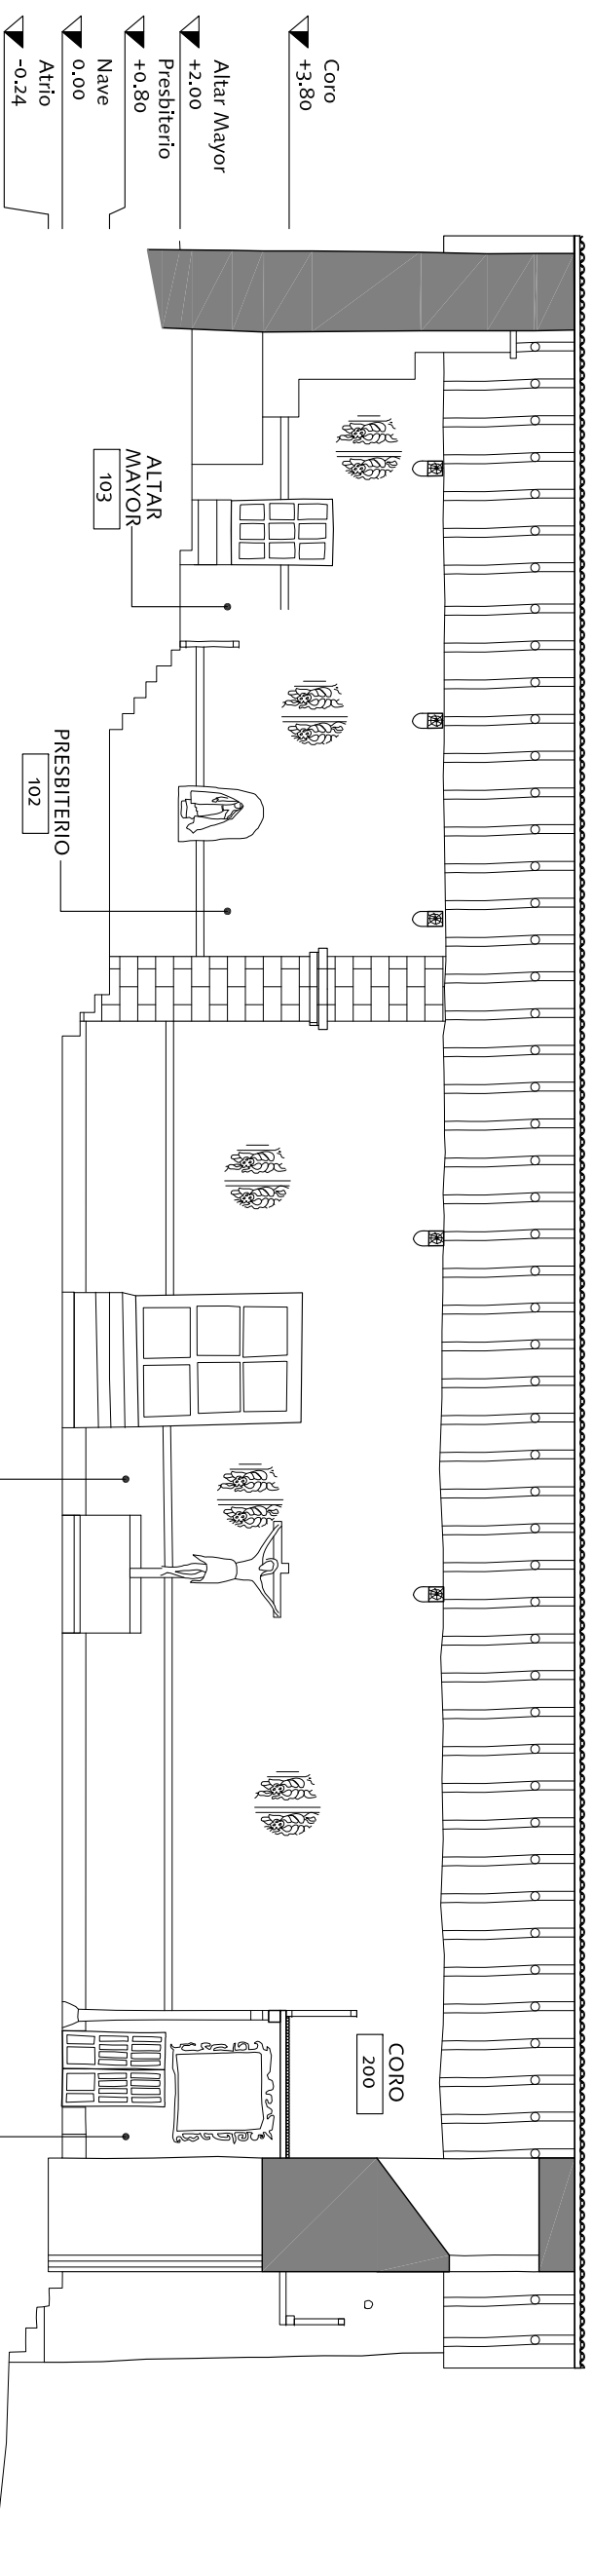 Coro
+3.80
Altar Mayor
+2.00
Presbiterio
+0.80
Nave
0.00
Atrio
-0.24
ALTAR
MAYOR
103
PRESBITERIO
102
CORO
200